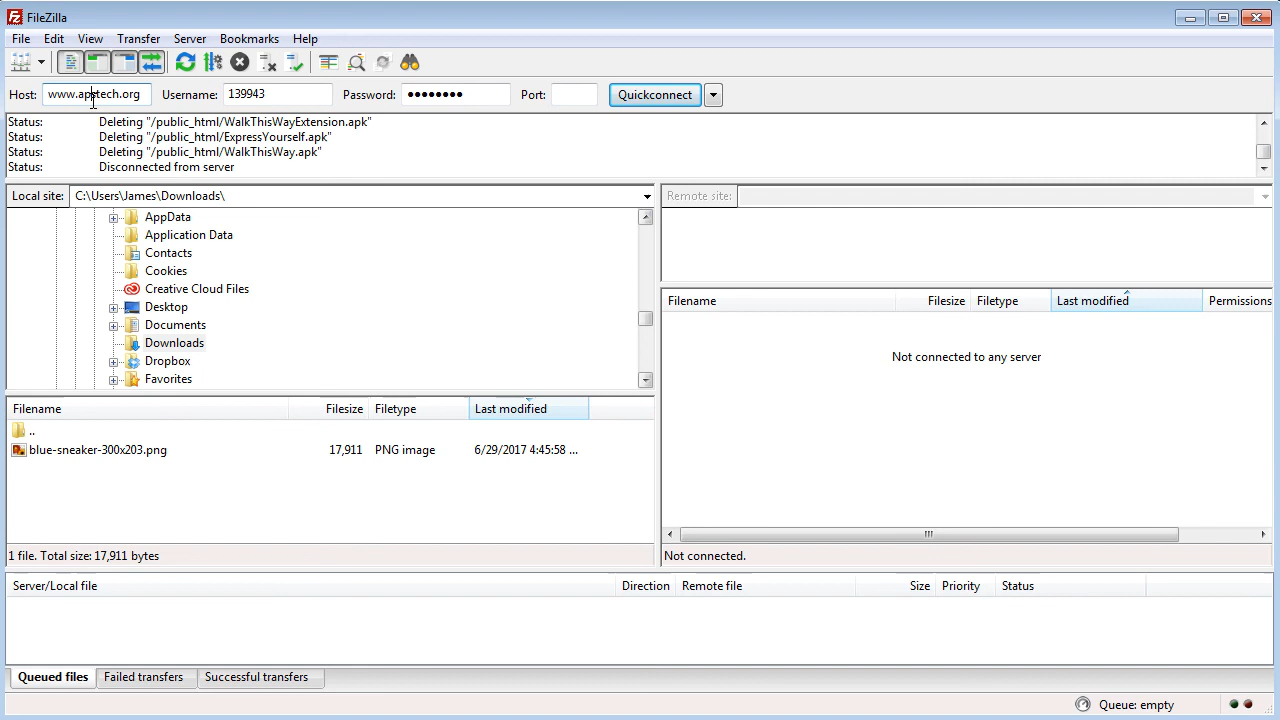 FileZilla
File Edit View Transfer Server Bookmarks Help
Host: www.apstech.org Username: 139943 Password: ●●●●●●●● Port: Quickconnect
Status: Deleting "/public_html/WalkThisWayExtension.apk"
Status: Deleting "/public_html/ExpressYourself.apk"
Status: Deleting "/public_html/WalkThisWay.apk"
Status: Disconnected from server
Local site: C:\Users\James\Downloads\
AppData
Application Data
Contacts
Cookies
Creative Cloud Files
Desktop
Documents
Downloads
Dropbox
Favorites
Filename Filesize Filetype Last modified
..
blue-sneaker-300x203.png 17,911 PNG image 6/29/2017 4:45:58 ...
1 file. Total size: 17,911 bytes
Remote site:
Filename Filesize Filetype Last modified Permissions
Not connected to any server
Not connected.
Server/Local file Direction Remote file Size Priority Status
Queued files Failed transfers Successful transfers
Queue: empty